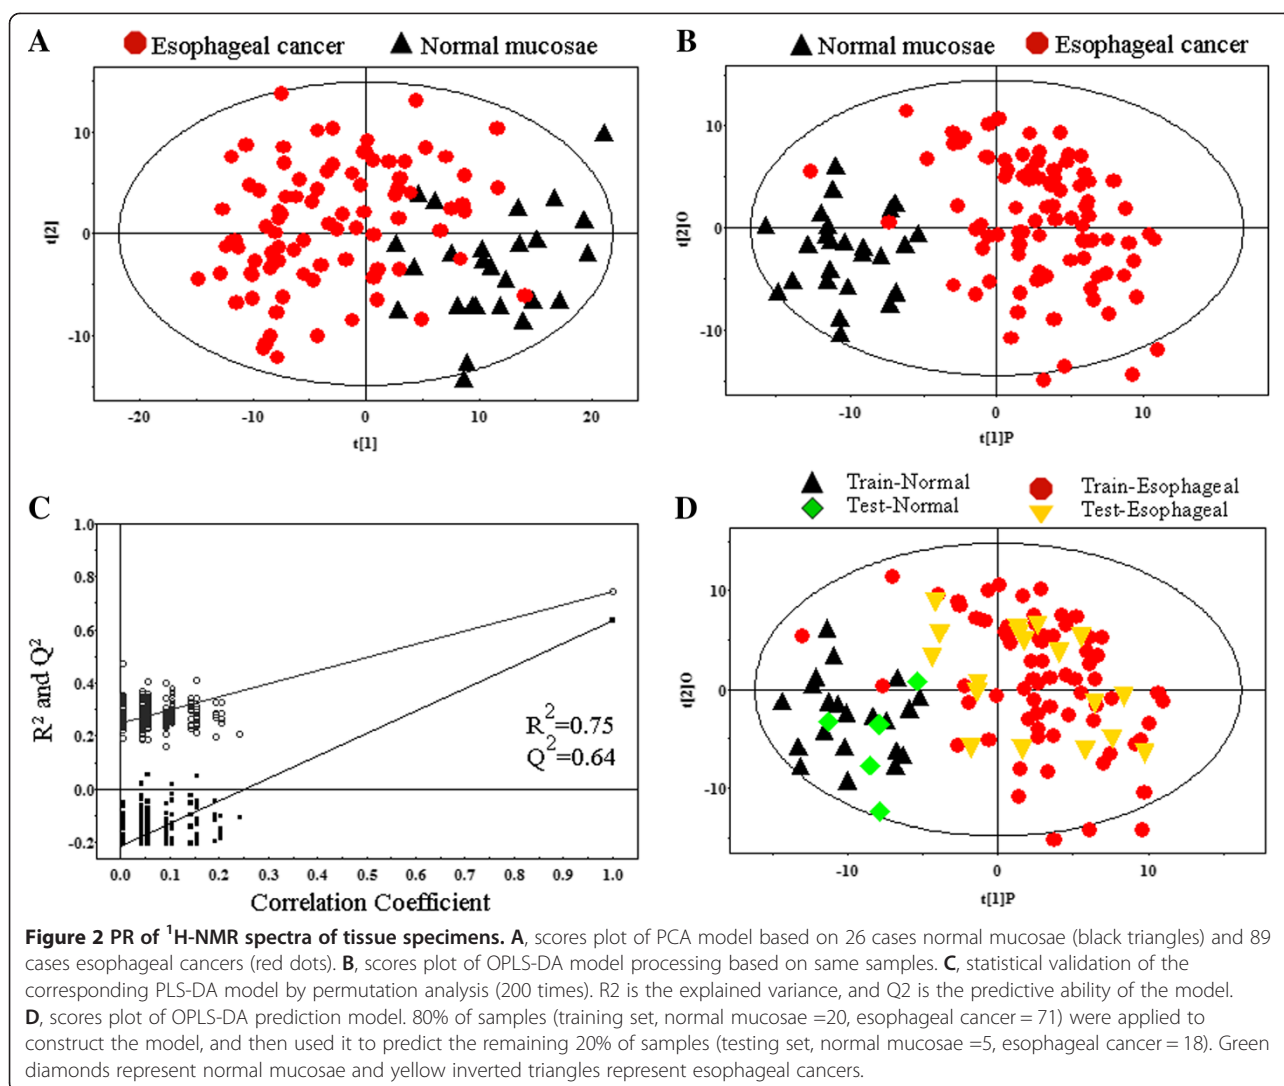 A Esophageal cancer Normal mucosae
10
0
-10
t[2]
-20 -10 0 10 20
t[1]
B Normal mucosae Esophageal cancer
10
0
-10
t[2]O
-10 0 10
t[1]P
C
1.0
0.8
0.6
0.4
0.2
0.0
-0.2
R² and Q²
R²=0.75
Q²=0.64
0.0 0.1 0.2 0.3 0.4 0.5 0.6 0.7 0.8 0.9 1.0
Correlation Coefficient
D Train-Normal Train-Esophageal
Test-Normal Test-Esophageal
10
0
-10
t[2]O
-10 0 10
t[1]P
Figure 2 PR of ¹H-NMR spectra of tissue specimens. A, scores plot of PCA model based on 26 cases normal mucosae (black triangles) and 89
cases esophageal cancers (red dots). B, scores plot of OPLS-DA model processing based on same samples. C, statistical validation of the
corresponding PLS-DA model by permutation analysis (200 times). R2 is the explained variance, and Q2 is the predictive ability of the model.
D, scores plot of OPLS-DA prediction model. 80% of samples (training set, normal mucosae =20, esophageal cancer = 71) were applied to
construct the model, and then used it to predict the remaining 20% of samples (testing set, normal mucosae =5, esophageal cancer = 18). Green
diamonds represent normal mucosae and yellow inverted triangles represent esophageal cancers.